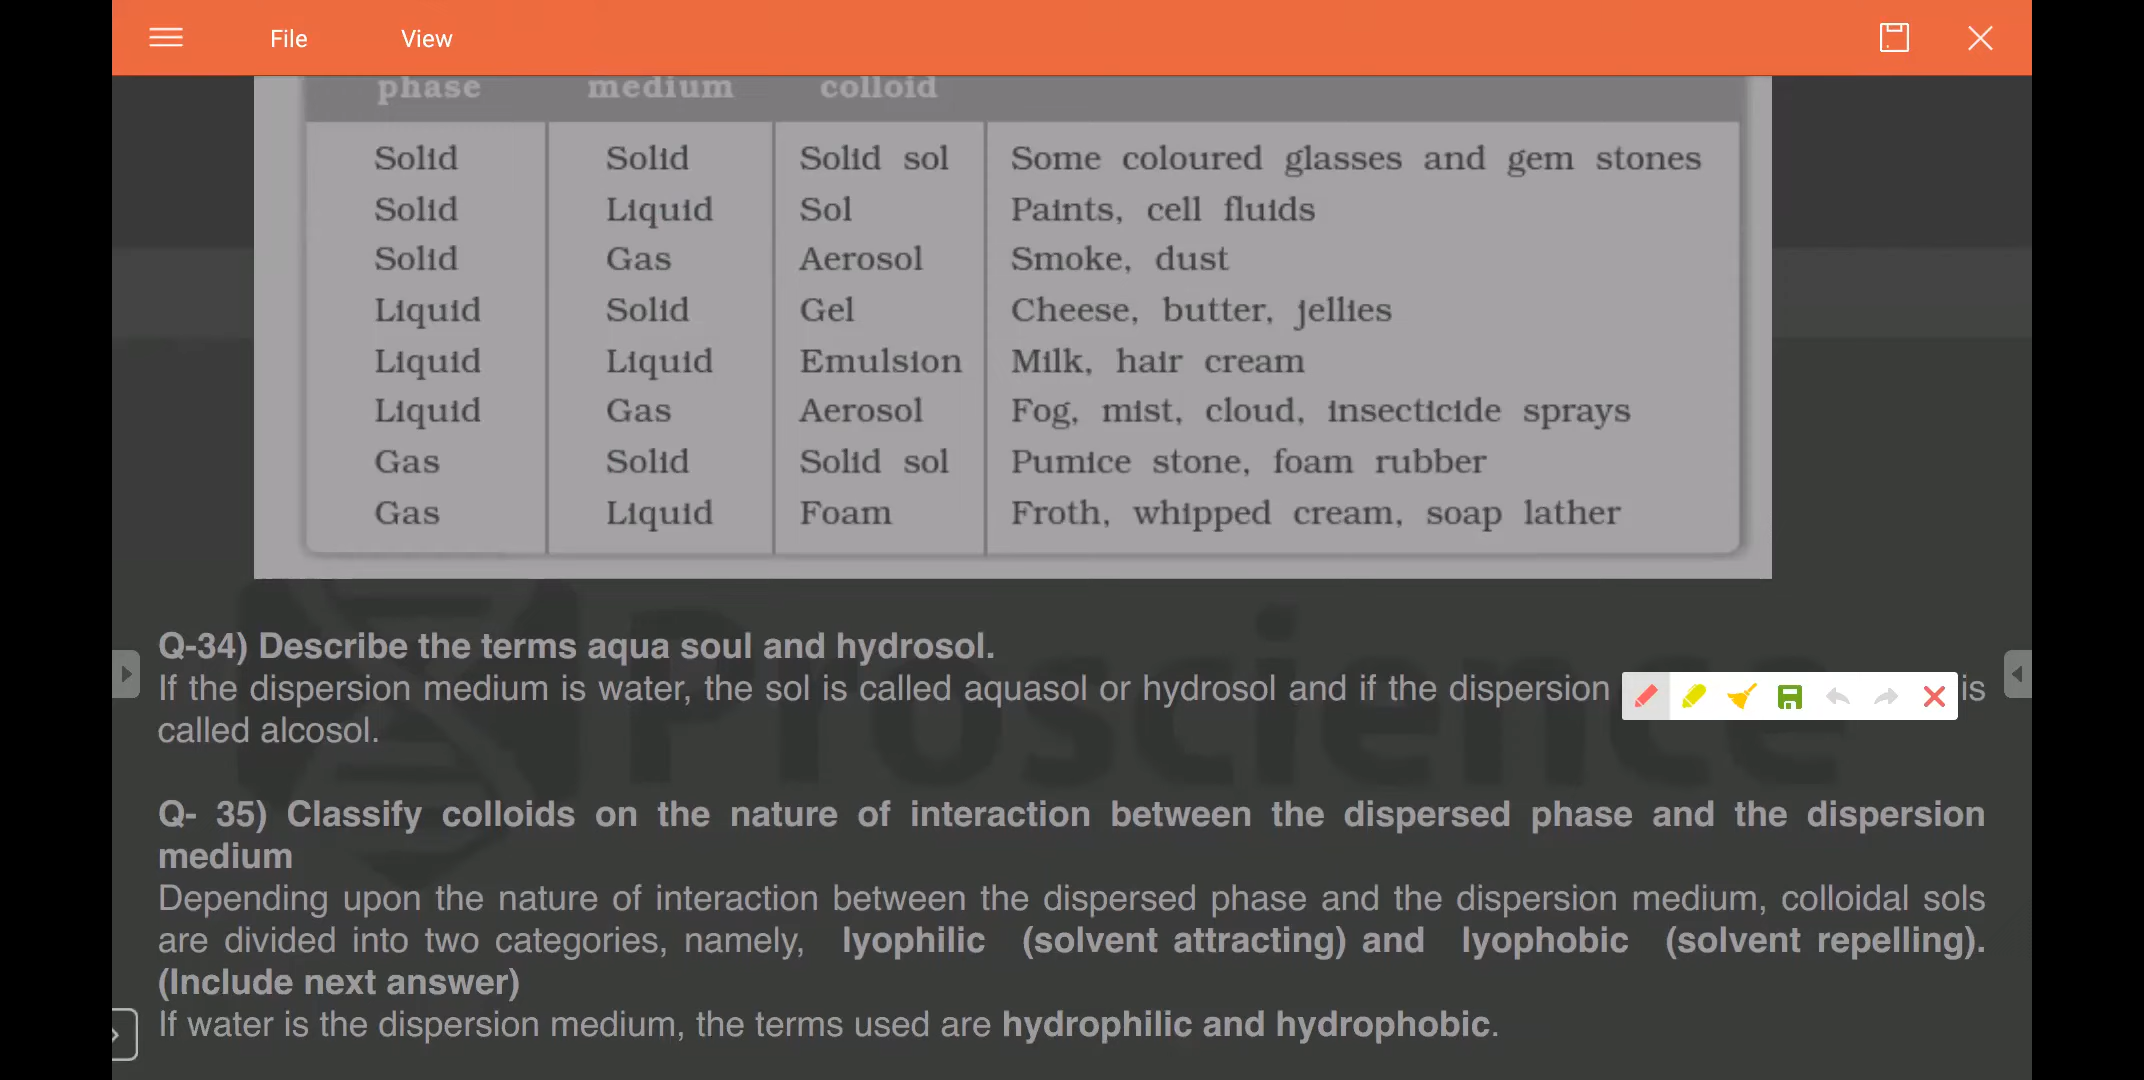 File View
phase medium colloid
Solid Solid Solid sol Some coloured glasses and gem stones
Solid Liquid Sol Paints, cell fluids
Solid Gas Aerosol Smoke, dust
Liquid Solid Gel Cheese, butter, jellies
Liquid Liquid Emulsion Milk, hair cream
Liquid Gas Aerosol Fog, mist, cloud, insecticide sprays
Gas Solid Solid sol Pumice stone, foam rubber
Gas Liquid Foam Froth, whipped cream, soap lather
Proscience
Q-34) Describe the terms aqua soul and hydrosol.
If the dispersion medium is water, the sol is called aquasol or hydrosol and if the dispersion is
called alcosol.
Q- 35) Classify colloids on the nature of interaction between the dispersed phase and the dispersion
medium
Depending upon the nature of interaction between the dispersed phase and the dispersion medium, colloidal sols
are divided into two categories, namely, lyophilic (solvent attracting) and lyophobic (solvent repelling).
(Include next answer)
If water is the dispersion medium, the terms used are hydrophilic and hydrophobic.